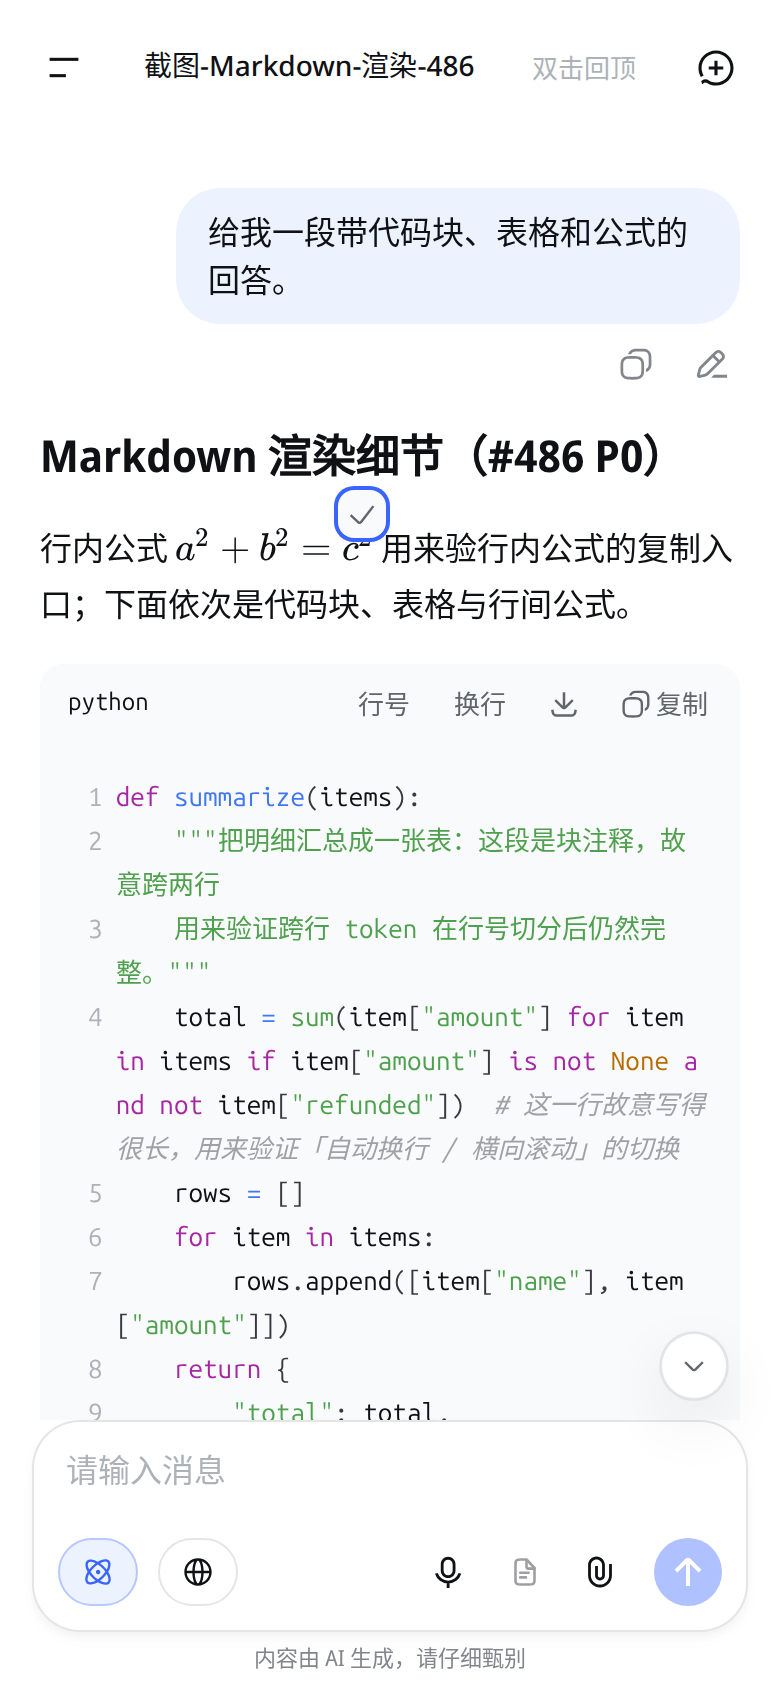 截图-Markdown-渲染-486 双击回顶
给我一段带代码块、表格和公式的
回答。
Markdown 渲染细节（#486 P0）
行内公式 a² + b² = c² 用来验行内公式的复制入
口；下面依次是代码块、表格与行间公式。
python 行号 换行 复制
1 def summarize(items):
2     """把明细汇总成一张表：这段是块注释，故
意跨两行
3     用来验证跨行 token 在行号切分后仍然完
整。"""
4     total = sum(item["amount"] for item
in items if item["amount"] is not None a
nd not item["refunded"])  # 这一行故意写得
很长，用来验证「自动换行 / 横向滚动」的切换
5     rows = []
6     for item in items:
7         rows.append([item["name"], item
["amount"]])
8     return {
9         "total": total,
请输入消息
内容由 AI 生成，请仔细甄别